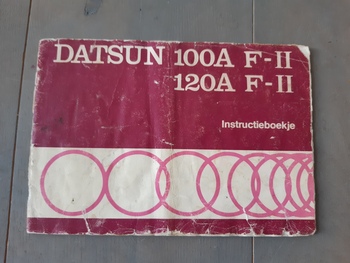 DATSUN 100A F-II
120A F-II
Instructieboekje